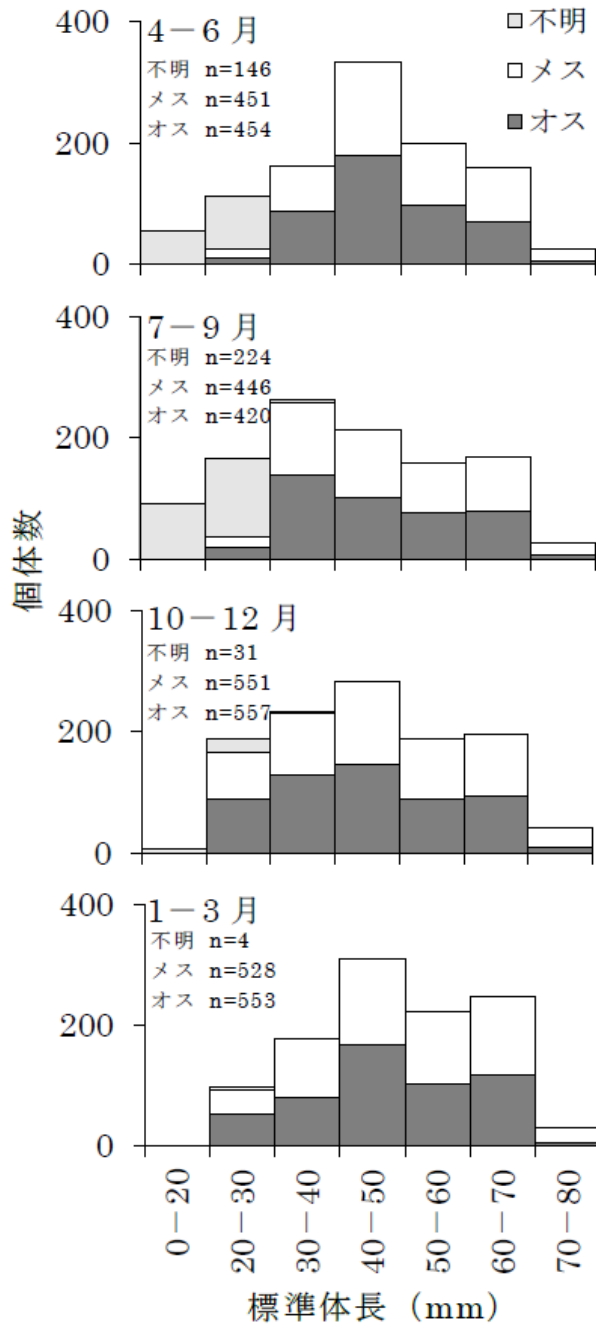 不明
メス
オス
4－6 月
不明 n=146
メス n=451
オス n=454
400
200
0
7－9 月
不明 n=224
メス n=446
オス n=420
400
200
0
10－12 月
不明 n=31
メス n=551
オス n=557
400
200
0
1－3 月
不明 n=4
メス n=528
オス n=553
400
200
0
個体数
0－20
20－30
30－40
40－50
50－60
60－70
70－80
標準体長（mm）